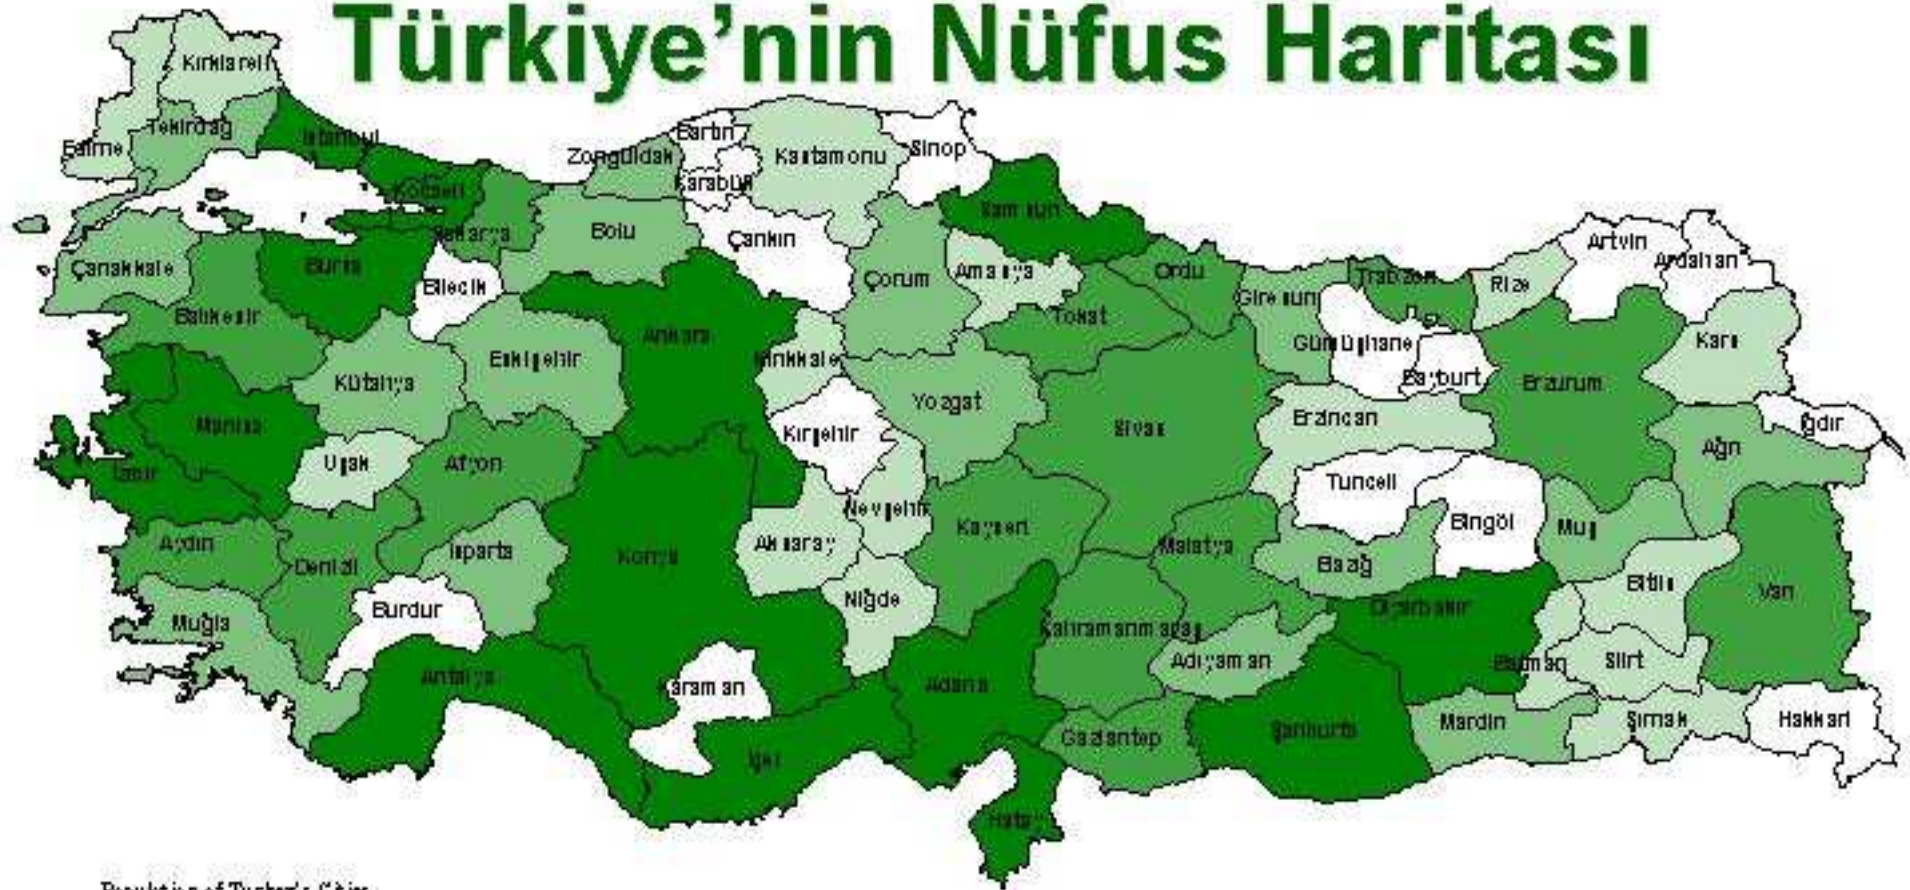 Türkiye'nin Nüfus Haritası
Kırklareli
Tekirdağ
Edirne
İstanbul
Kocaeli
Sakarya
Zonguldak
Bartın
Karabük
Kastamonu
Sinop
Samsun
Bolu
Çankırı
Çorum
Amasya
Ordu
Giresun
Trabzon
Rize
Artvin
Ardahan
Çanakkale
Bursa
Bilecik
Balıkesir
Ankara
Tokat
Gümüşhane
Bayburt
Erzurum
Kars
Kütahya
Eskişehir
Kırıkkale
Yozgat
Sivas
Erzincan
Iğdır
Ağrı
Manisa
Uşak
Afyon
Kırşehir
İzmir
Nevşehir
Kayseri
Tunceli
Bingöl
Muş
Aydın
Denizli
Isparta
Konya
Aksaray
Malatya
Elazığ
Bitlis
Van
Muğla
Burdur
Niğde
Kahramanmaraş
Adıyaman
Diyarbakır
Batman
Siirt
Antalya
Karaman
Adana
İçel
Gaziantep
Şanlıurfa
Mardin
Şırnak
Hakkari
Hatay